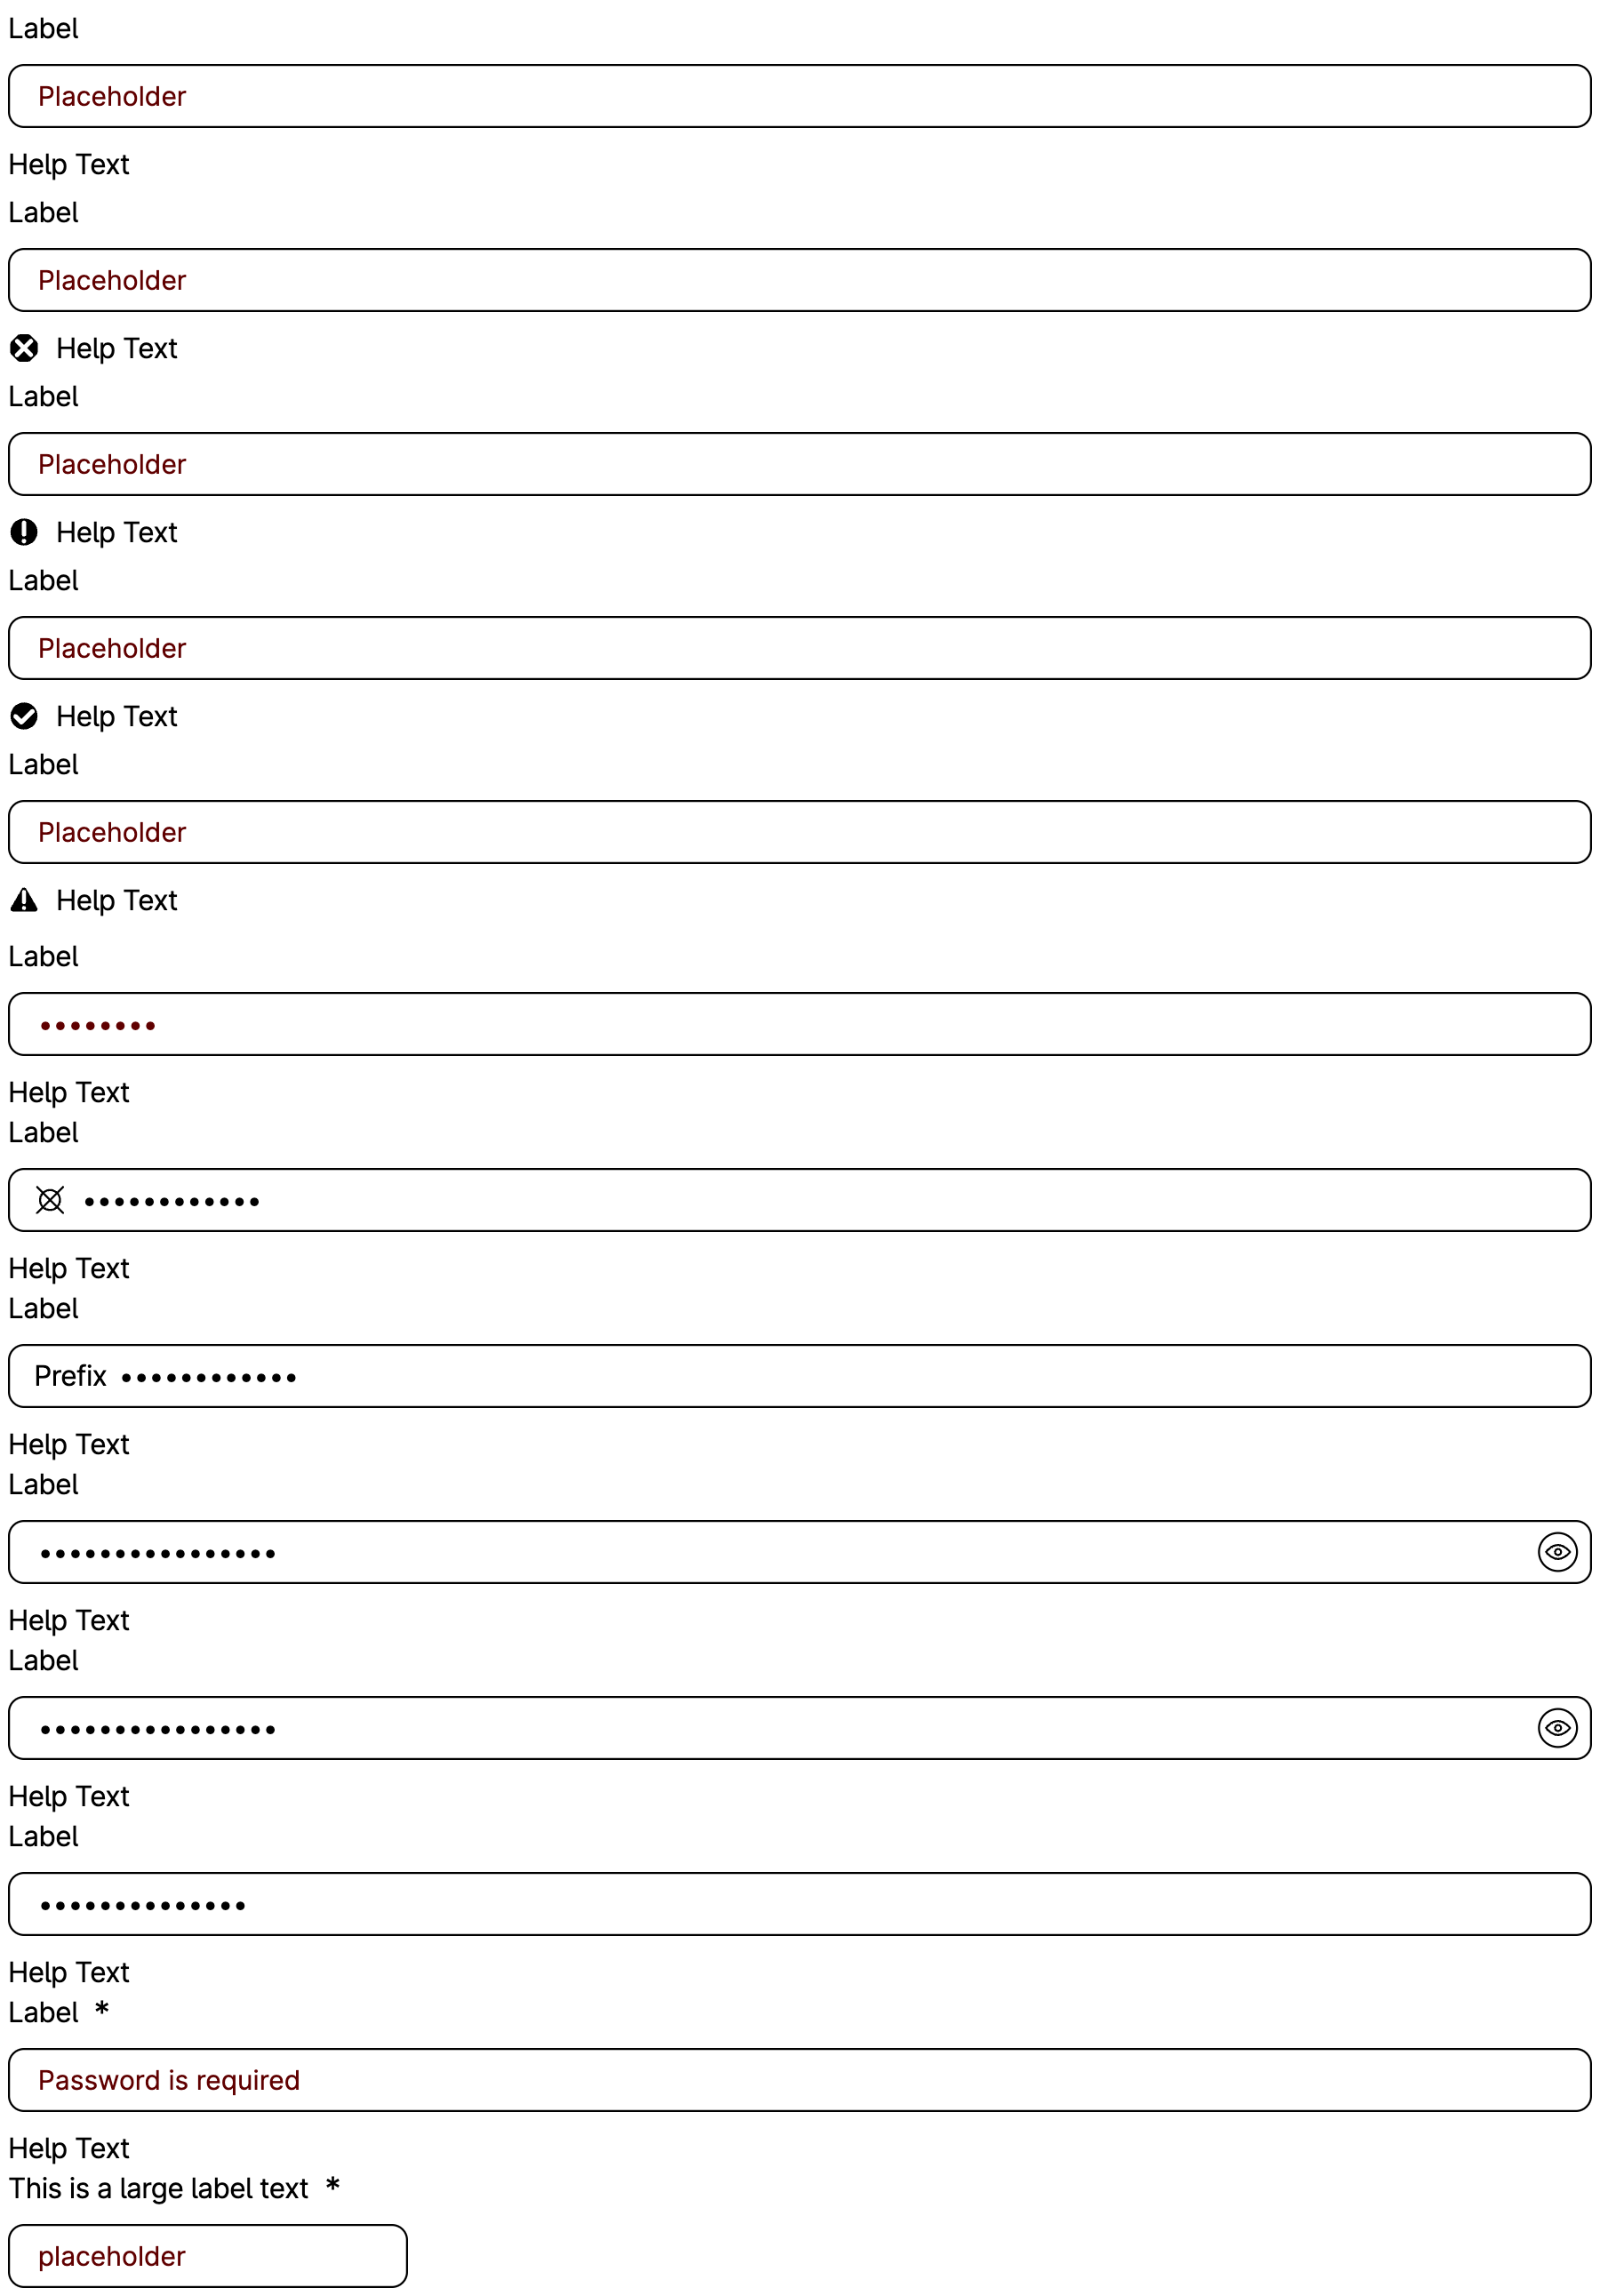 Label
Placeholder
Help Text
Label
Placeholder
Help Text
Label
Placeholder
Help Text
Label
Placeholder
Help Text
Label
Placeholder
Help Text
Label
••••••••
Help Text
Label
••••••••••••
Help Text
Label
Prefix ••••••••••••
Help Text
Label
••••••••••••••••
Help Text
Label
••••••••••••••••
Help Text
Label
••••••••••••••
Help Text
Label *
Password is required
Help Text
This is a large label text *
placeholder